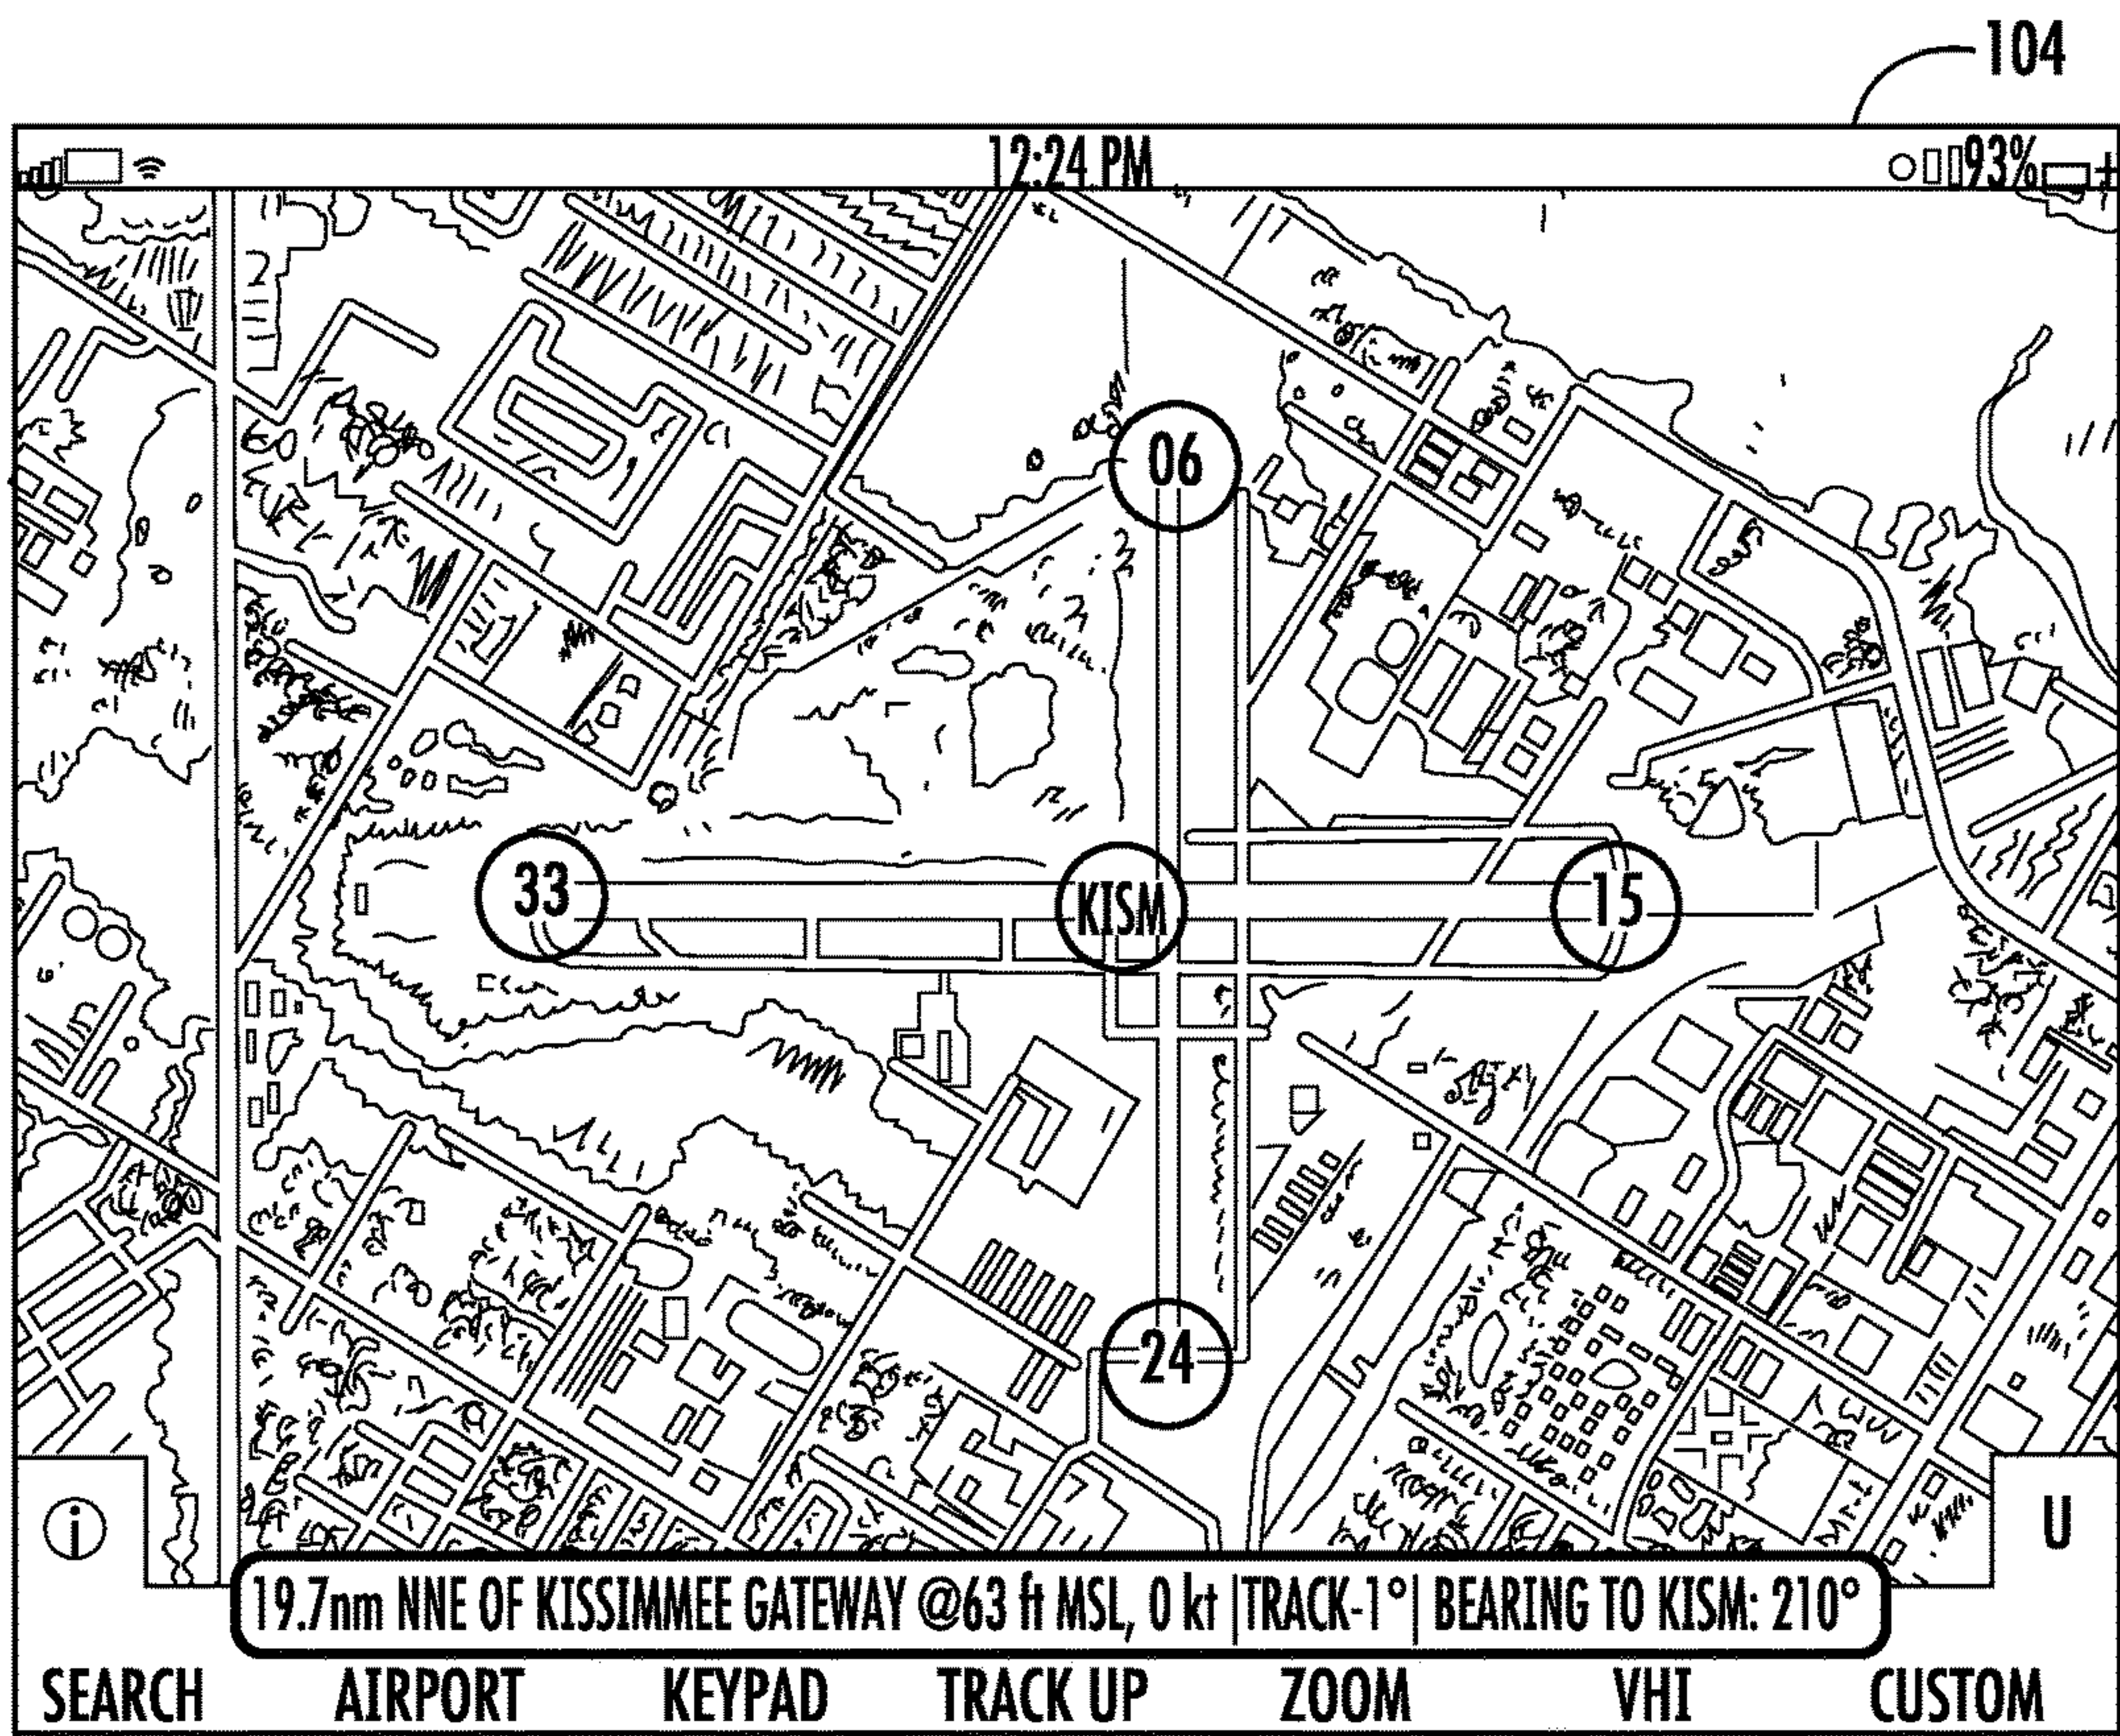 104
12:24 PM
93%
06
33
KISM
15
24
i
U
19.7nm NNE OF KISSIMMEE GATEWAY @63 ft MSL, 0 kt |TRACK-1°| BEARING TO KISM: 210°
SEARCH AIRPORT KEYPAD TRACK UP ZOOM VHI CUSTOM